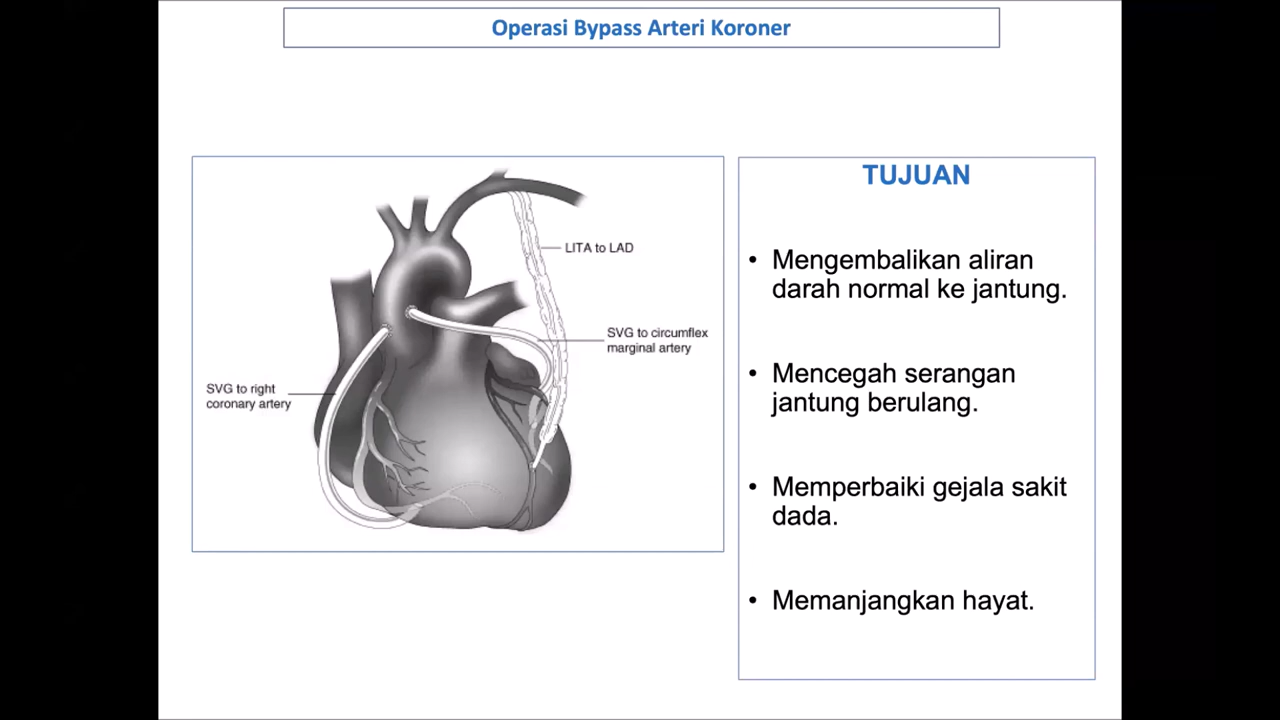 Operasi Bypass Arteri Koroner
LITA to LAD
SVG to circumflex
marginal artery
SVG to right
coronary artery
TUJUAN
• Mengembalikan aliran
darah normal ke jantung.
• Mencegah serangan
jantung berulang.
• Memperbaiki gejala sakit
dada.
• Memanjangkan hayat.